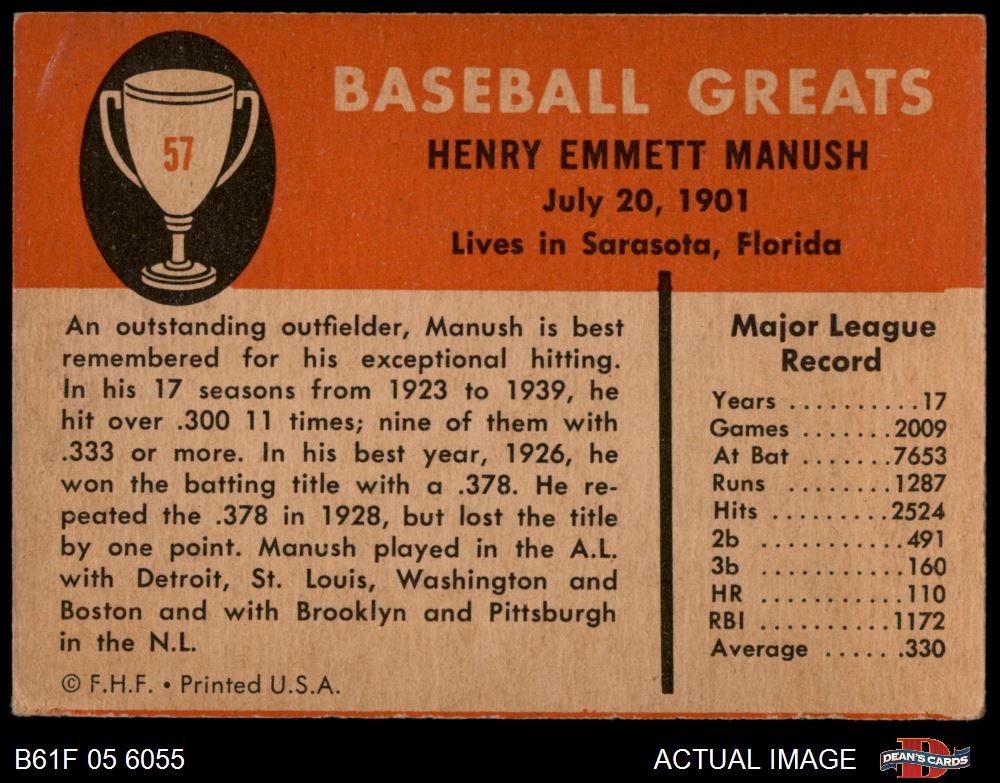 57
BASEBALL GREATS
HENRY EMMETT MANUSH
July 20, 1901
Lives in Sarasota, Florida
An outstanding outfielder, Manush is best
remembered for his exceptional hitting.
In his 17 seasons from 1923 to 1939, he
hit over .300 11 times; nine of them with
.333 or more. In his best year, 1926, he
won the batting title with a .378. He re-
peated the .378 in 1928, but lost the title
by one point. Manush played in the A.L.
with Detroit, St. Louis, Washington and
Boston and with Brooklyn and Pittsburgh
in the N.L.
© F.H.F. • Printed U.S.A.
Major League
Record
Years ..........17
Games .......2009
At Bat .......7653
Runs ........1287
Hits .........2524
2b ...........491
3b ...........160
HR ...........110
RBI ..........1172
Average ......330
B61F 05 6055
ACTUAL IMAGE
D
DEAN'S CARDS